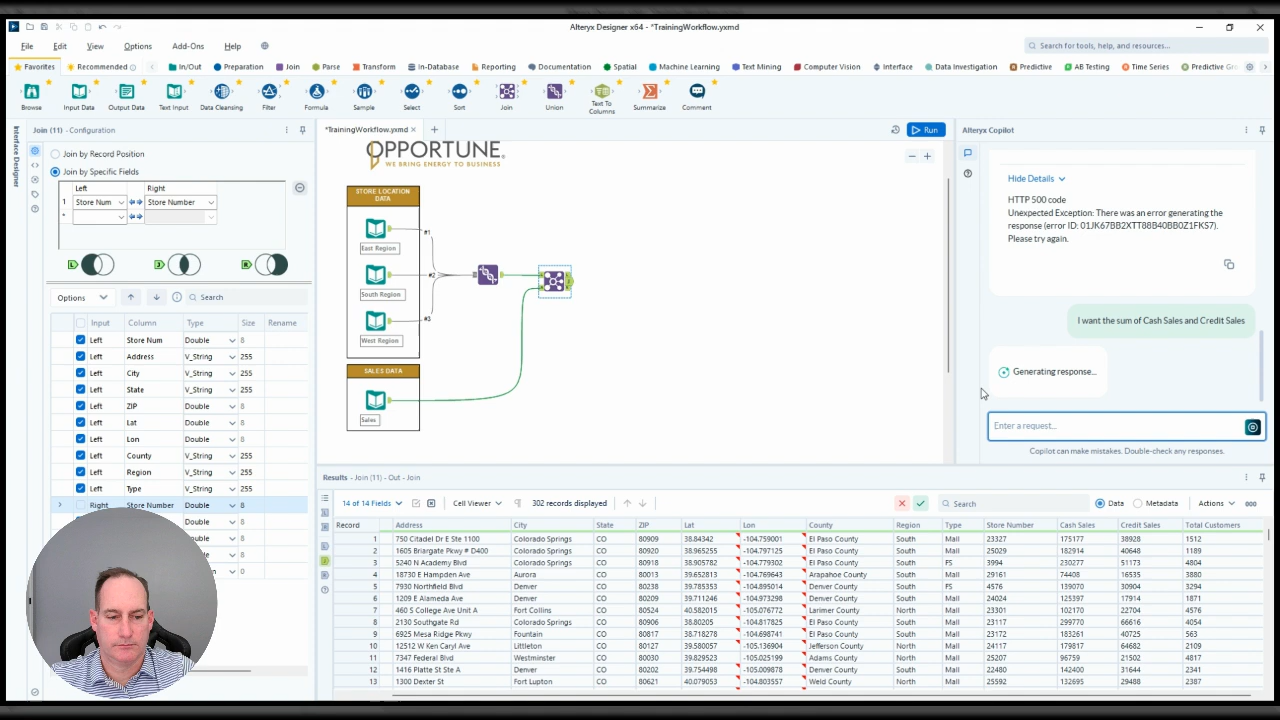 Alteryx Designer x64 - *TrainingWorkflow.yxmd
File Edit View Options Add-Ons Help
Search for tools, help, and resources...
Favorites Recommended In/Out Preparation Join Parse Transform In-Database Reporting Documentation Spatial Machine Learning Text Mining Computer Vision Interface Data Investigation Predictive AB Testing Time Series Predictive Gr
Browse Input Data Output Data Text Input Data Cleansing Filter Formula Sample Select Sort Join Union Text To Columns Summarize Comment
Interface Designer
Join (11) - Configuration
Join by Record Position
Join by Specific Fields
Left Right
1 Store Num Store Number
*
L J R
Options Search
Input Column Type Size Rename
Left Store Num Double 8
Left Address V_String 255
Left City V_String 255
Left State V_String 255
Left ZIP Double 8
Left Lat Double 8
Left Lon Double 8
Left County V_String 255
Left Region V_String 255
Left Type V_String 255
Right Store Number Double 8
Double 8
Double 8
Double 8
0
*TrainingWorkflow.yxmd
Run
OPPORTUNE
WE BRING ENERGY TO BUSINESS
STORE LOCATION
DATA
East Region
#1
South Region
#2
West Region
#3
SALES DATA
Sales
Alteryx Copilot
Hide Details
HTTP 500 code
Unexpected Exception: There was an error generating the
response (error ID: 01JK67BB2XTT88B40BB0Z1FKS7).
Please try again.
I want the sum of Cash Sales and Credit Sales
Generating response...
Enter a request...
Copilot can make mistakes. Double-check any responses.
Results - Join (11) - Out - Join
14 of 14 Fields Cell Viewer 302 records displayed Search Data Metadata Actions 000
Record Address City State ZIP Lat Lon County Region Type Store Number Cash Sales Credit Sales Total Customers
1 750 Citadel Dr E Ste 1100 Colorado Springs CO 80909 38.84342 -104.759001 El Paso County South Mall 23327 175177 38928 1512
2 1605 Briargate Pkwy # D400 Colorado Springs CO 80920 38.965255 -104.797125 El Paso County South Mall 25029 182914 40648 1189
3 5240 N Academy Blvd Colorado Springs CO 80918 38.905782 -104.779302 El Paso County South FS 3994 230277 51173 4804
4 18730 E Hampden Ave Aurora CO 80013 39.652813 -104.769643 Arapahoe County South Mall 29161 74408 16535 3880
5 7930 Northfield Blvd Denver CO 80238 39.785353 -104.892168 Denver County South FS 4576 139070 30904 3294
6 1209 E Alameda Ave Denver CO 80209 39.711246 -104.973298 Denver County South Mall 24024 125397 17914 1871
7 460 S College Ave Unit A Fort Collins CO 80524 40.582015 -105.076772 Larimer County North Mall 23301 102170 22704 4576
8 2130 Southgate Rd Colorado Springs CO 80906 38.80205 -104.817825 El Paso County South Mall 23117 299770 66616 4054
9 6925 Mesa Ridge Pkwy Fountain CO 80817 38.718278 -104.698741 El Paso County South Mall 23172 183261 40725 563
10 12512 W Ken Caryl Ave Littleton CO 80127 39.580057 -105.136904 Jefferson County North Mall 24117 179817 64682 2109
11 7347 Federal Blvd Westminster CO 80030 39.829523 -105.025199 Adams County North Mall 25207 96759 21502 4817
12 1416 Platte St Ste A Denver CO 80202 39.754498 -105.009878 Denver County South Mall 22480 142400 31644 2341
13 1300 Dexter St Fort Lupton CO 80621 40.079053 -104.803557 Weld County North Mall 25592 132695 29488 2387